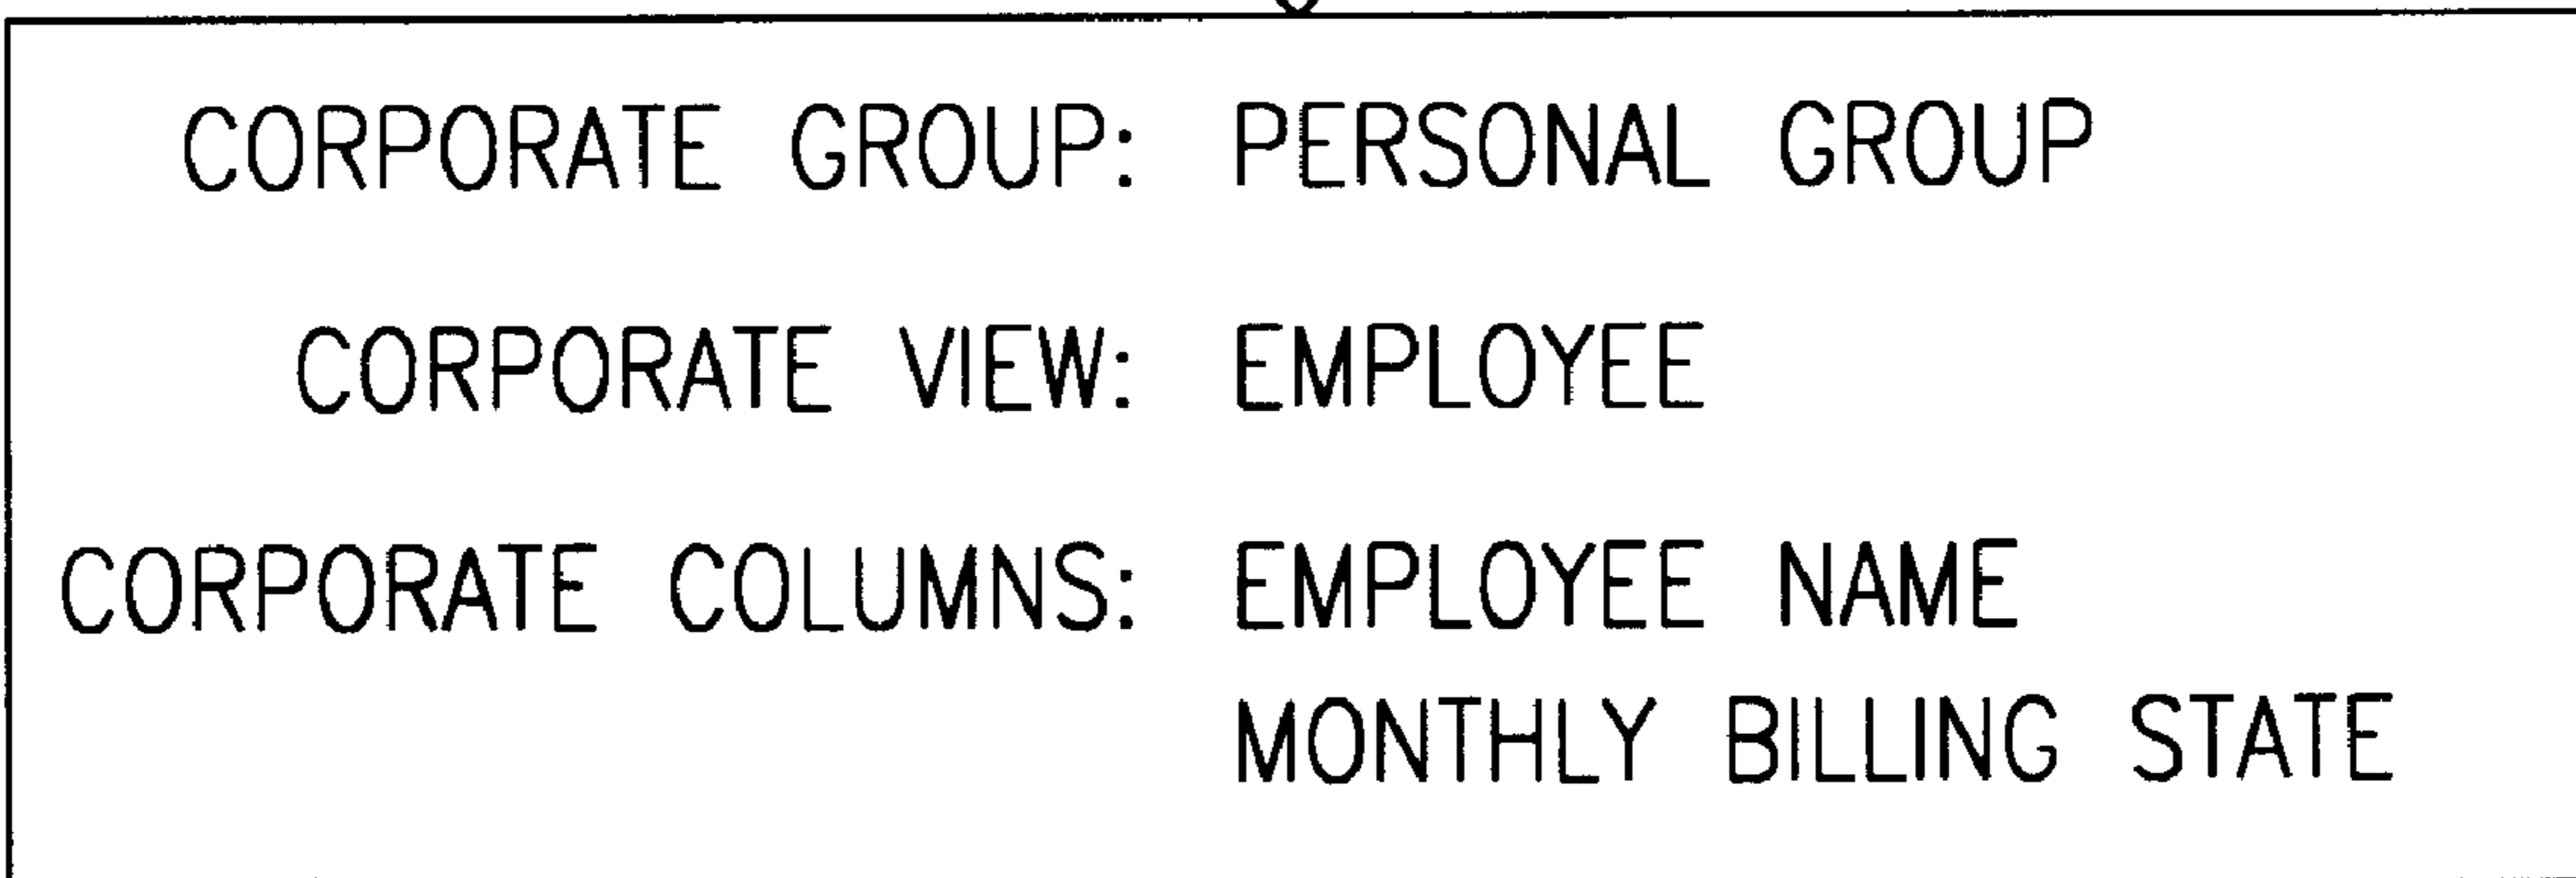 CORPORATE GROUP: PERSONAL GROUP
CORPORATE VIEW: EMPLOYEE
CORPORATE COLUMNS: EMPLOYEE NAME
MONTHLY BILLING STATE